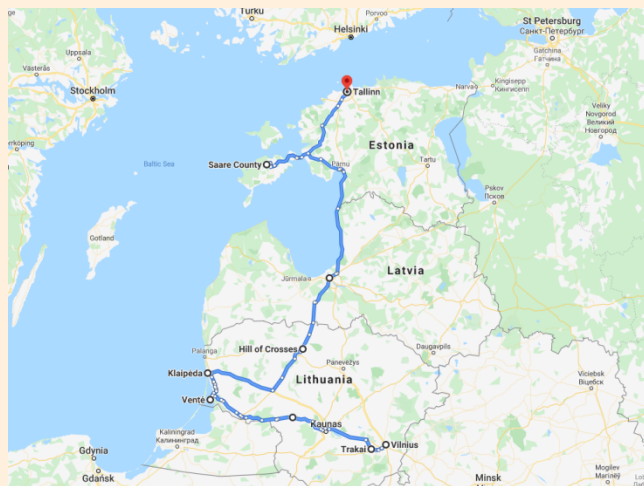 Turku
Porvoo
Helsinki
St Petersburg
Санкт-Петербург
Uppsala
Västerås
Gatchina
Гатчина
Kingisepp
Кингисепп
Narva
Stockholm
Tallinn
Veliky
Novgorod
Великий
Новгород
Estonia
Baltic Sea
Saare County
Pärnu
Tartu
Pskov
Псков
Gotland
Latvia
Jūrmala
Daugavpils
Palanga
Hill of Crosses
Panevėžys
Klaipėda
Lithuania
Viciebsk
Віцебск
Ventė
Kaunas
Kaliningrad
Калининград
Vilnius
Trakai
Gdynia
Gdańsk
Minsk